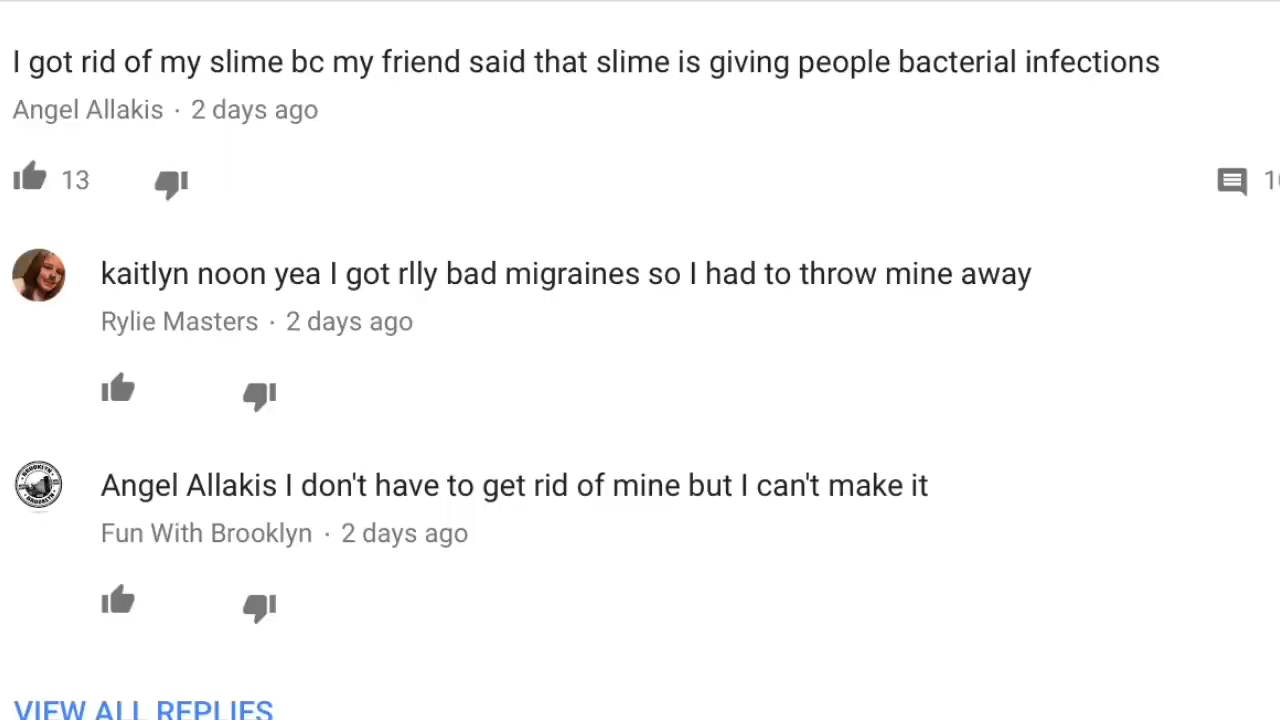 I got rid of my slime bc my friend said that slime is giving people bacterial infections
Angel Allakis · 2 days ago
13
kaitlyn noon yea I got rlly bad migraines so I had to throw mine away
Rylie Masters · 2 days ago
Angel Allakis I don't have to get rid of mine but I can't make it
Fun With Brooklyn · 2 days ago
VIEW ALL REPLIES